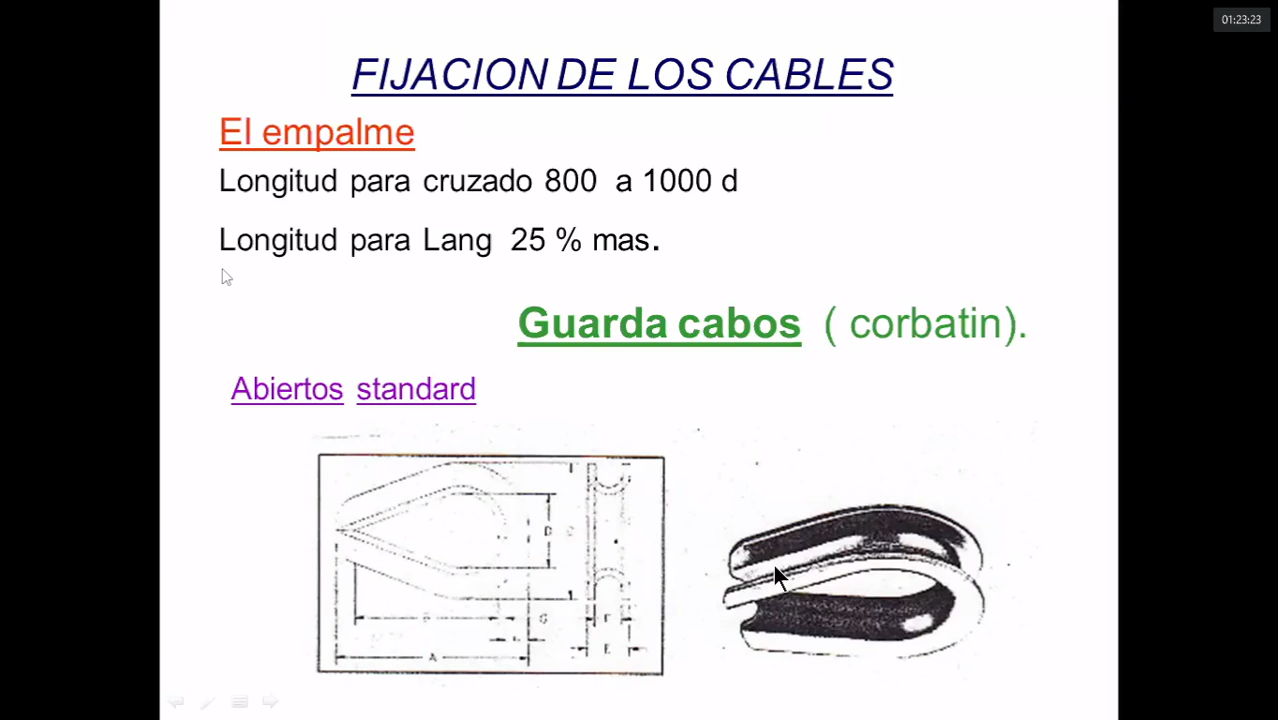 01:23:23
FIJACION DE LOS CABLES
El empalme
Longitud para cruzado 800 a 1000 d
Longitud para Lang 25 % mas.
Guarda cabos ( corbatin).
Abiertos standard
D
G
F
E
A